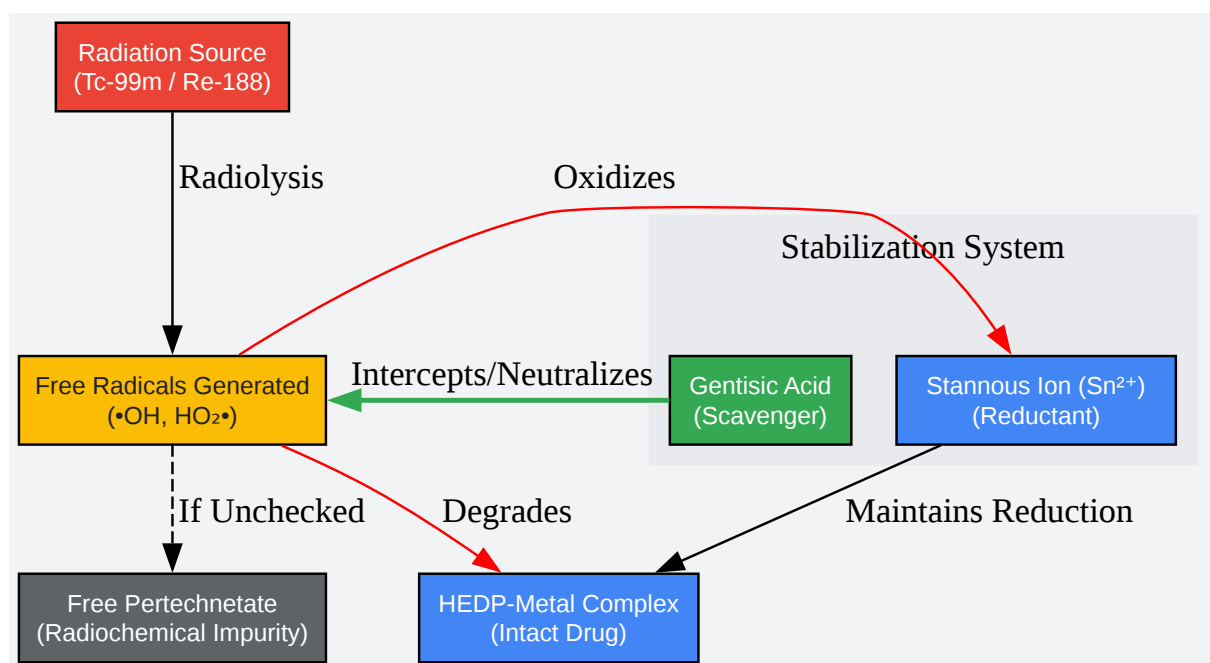 Radiation Source
(Tc-99m / Re-188)
Radiolysis
Oxidizes
Stabilization System
Free Radicals Generated
(•OH, HO₂•)
Intercepts/Neutralizes
Gentisic Acid
(Scavenger)
Stannous Ion (Sn²⁺)
(Reductant)
If Unchecked
Degrades
Maintains Reduction
Free Pertechnetate
(Radiochemical Impurity)
HEDP-Metal Complex
(Intact Drug)